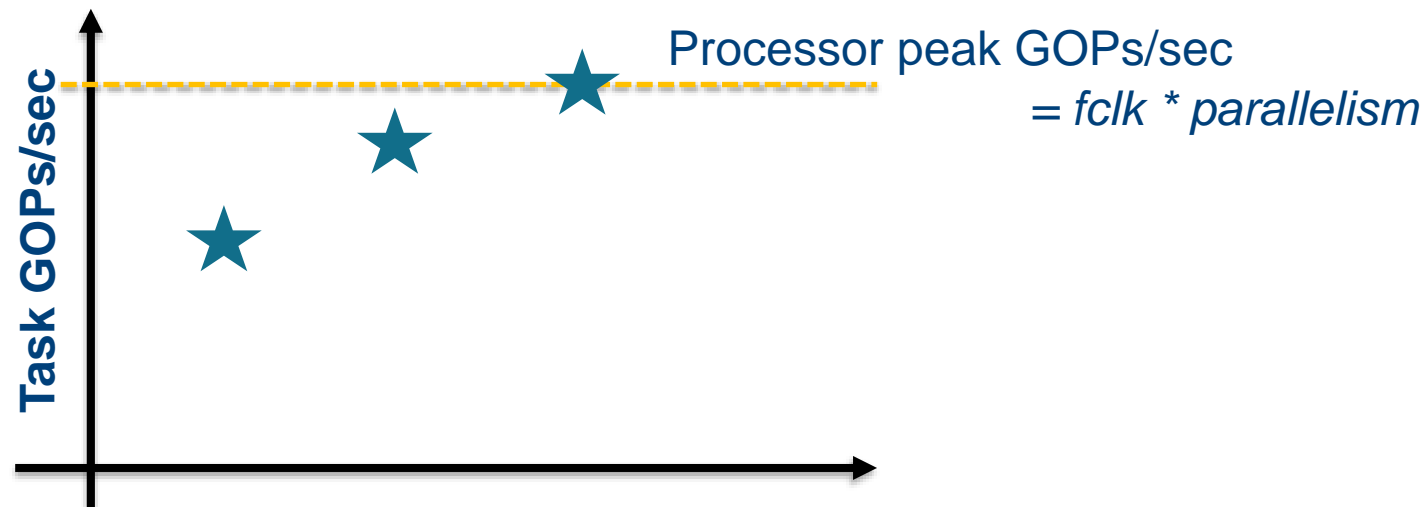 Processor peak GOPs/sec
= fclk * parallelism
Task GOPs/sec